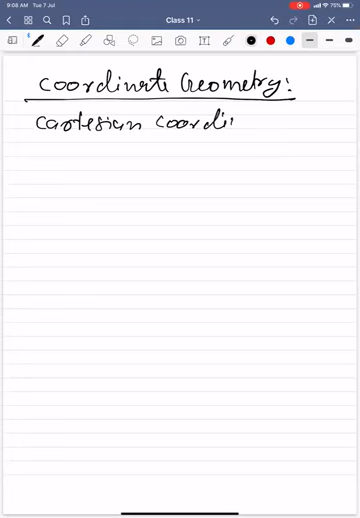 9:08 AM Tue 7 Jul
75%
Class 11
Coordinate Geometry:
Cartesian coordi